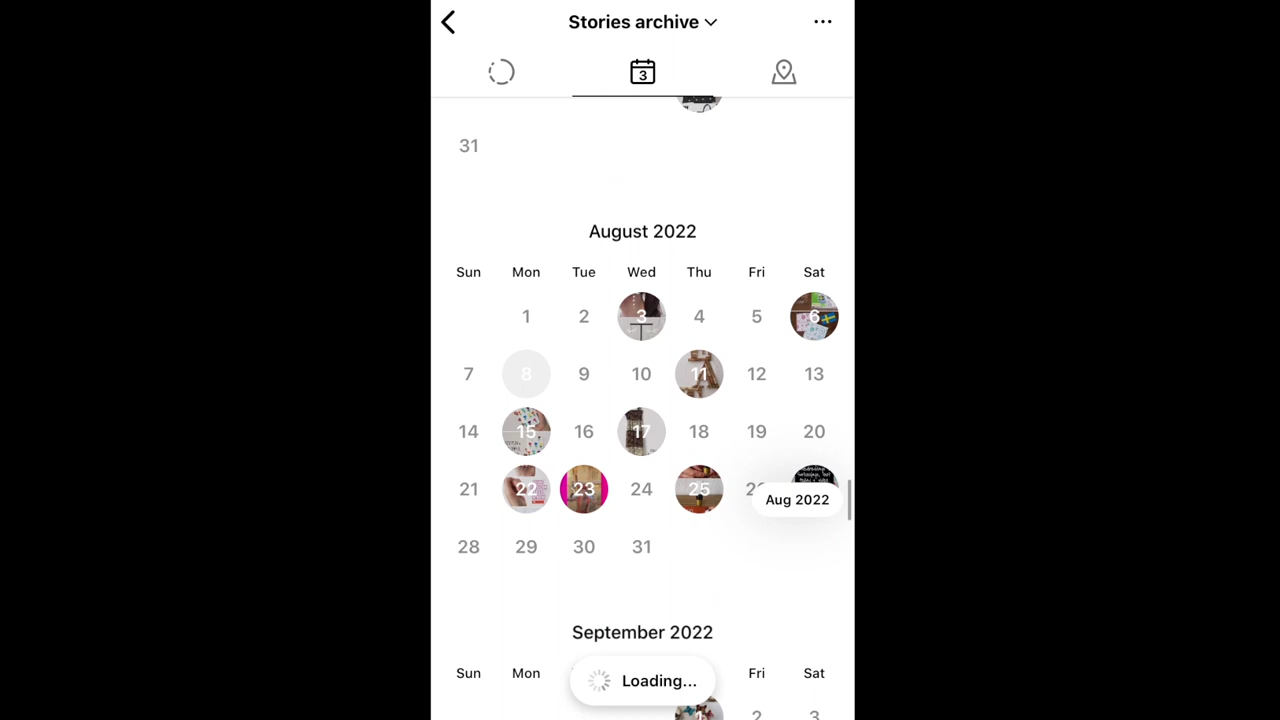 Stories archive
3
31
August 2022
Sun Mon Tue Wed Thu Fri Sat
1 2 3 4 5 6
7 8 9 10 11 12 13
14 15 16 17 18 19 20
21 22 23 24 25
Aug 2022
28 29 30 31
September 2022
Sun Mon Fri Sat
Loading...
1 2 3